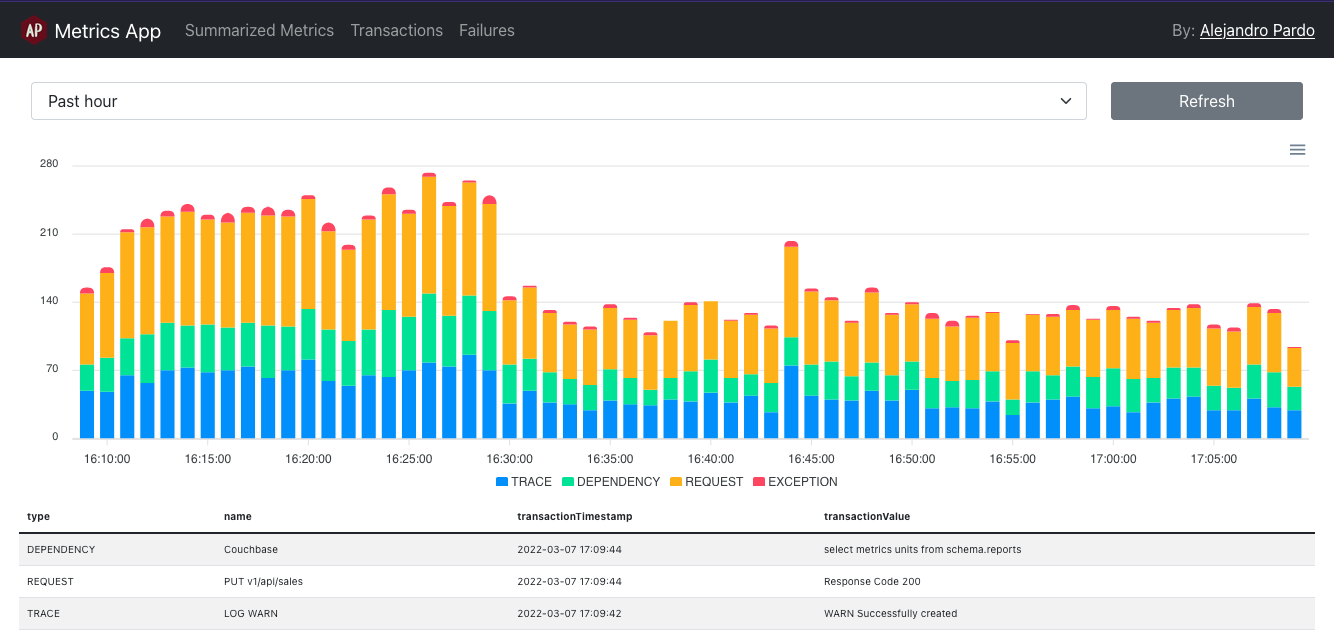 AP Metrics App Summarized Metrics Transactions Failures By: Alejandro Pardo
Past hour Refresh
280
210
140
70
0
16:10:00 16:15:00 16:20:00 16:25:00 16:30:00 16:35:00 16:40:00 16:45:00 16:50:00 16:55:00 17:00:00 17:05:00
TRACE DEPENDENCY REQUEST EXCEPTION
type name transactionTimestamp transactionValue
DEPENDENCY Couchbase 2022-03-07 17:09:44 select metrics units from schema.reports
REQUEST PUT v1/api/sales 2022-03-07 17:09:44 Response Code 200
TRACE LOG WARN 2022-03-07 17:09:42 WARN Successfully created